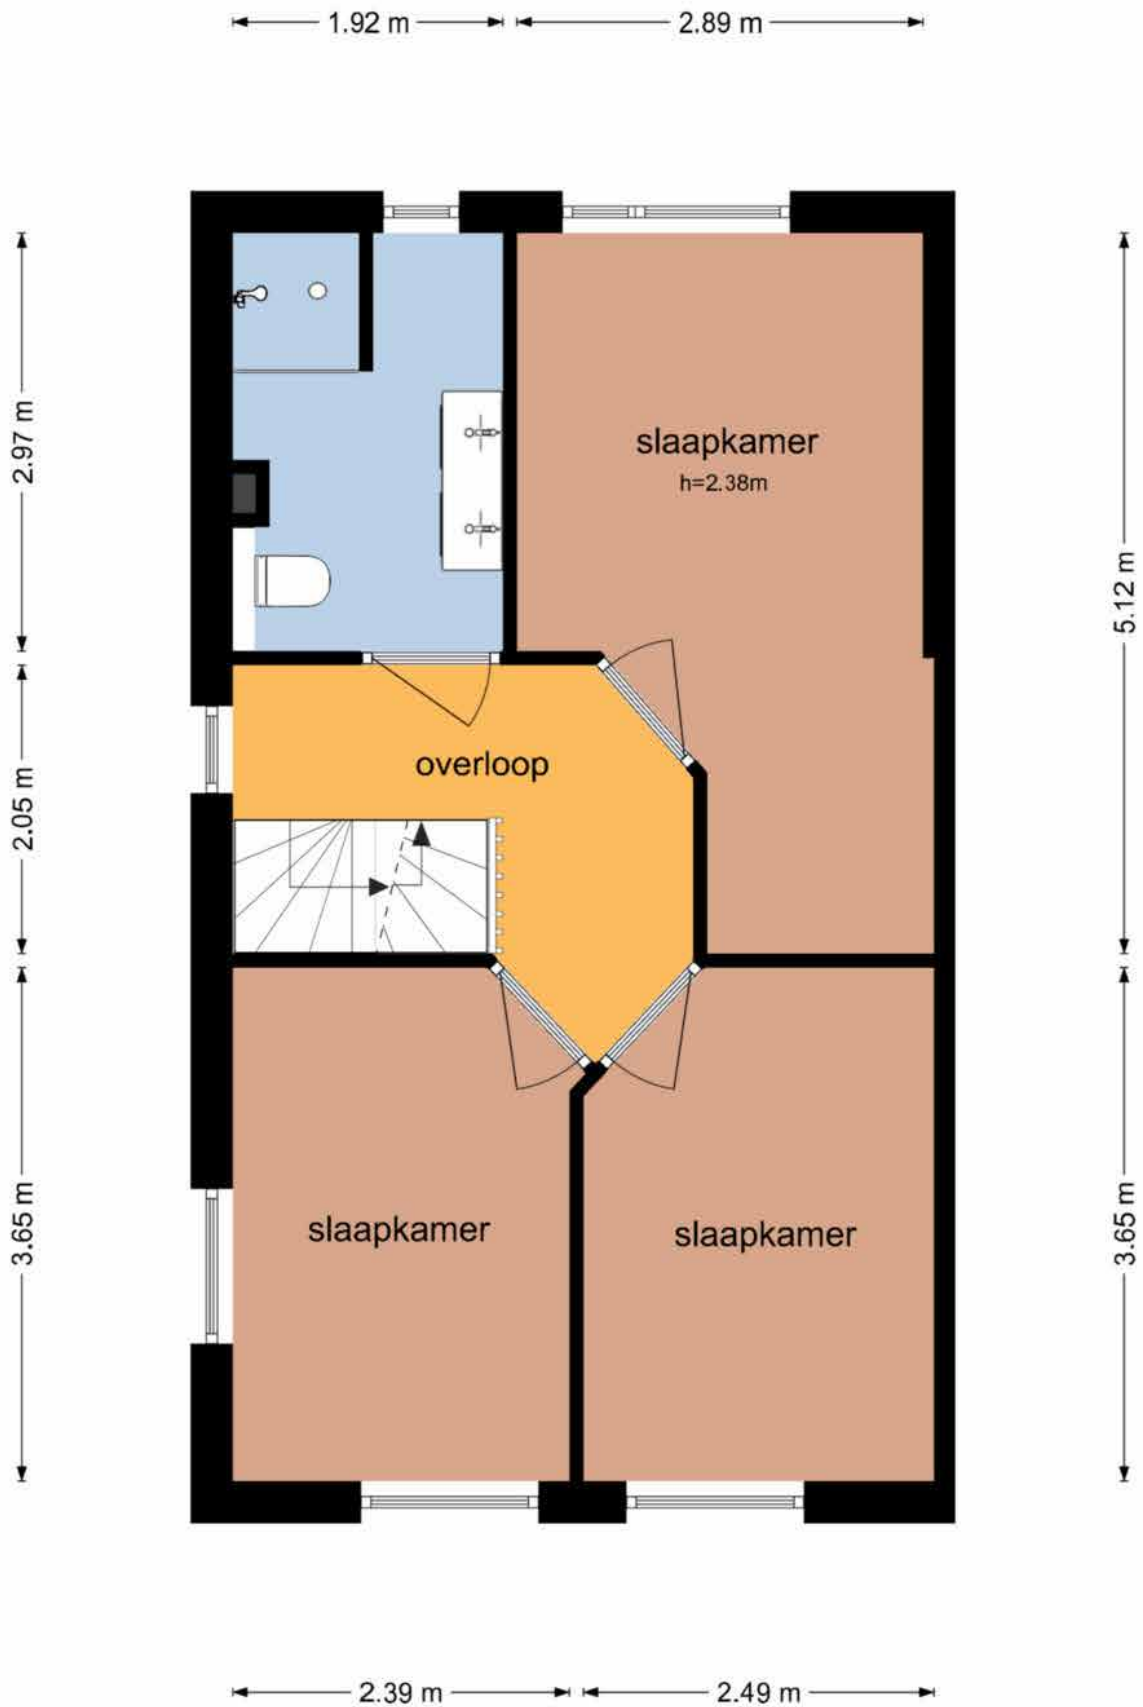 1.92 m
2.89 m
slaapkamer
h=2.38m
2.97 m
5.12 m
overloop
2.05 m
slaapkamer
slaapkamer
3.65 m
3.65 m
2.39 m
2.49 m